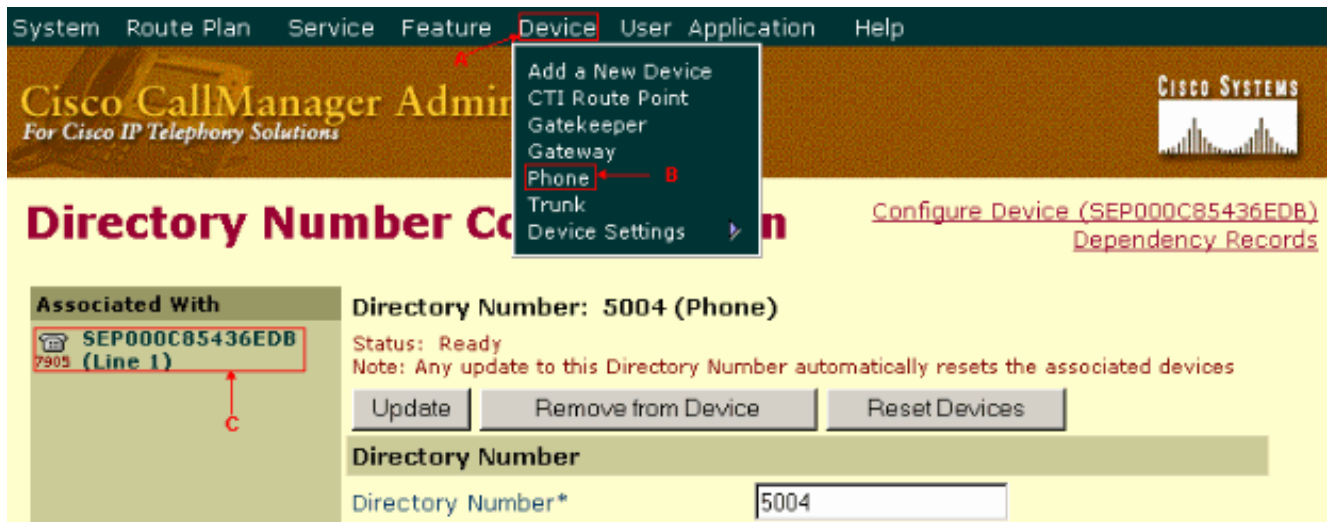 System Route Plan Service Feature Device User Application Help
A
Add a New Device
CTI Route Point
Gatekeeper
Gateway
Phone
B
Trunk
Device Settings
Cisco CallManager Admin
For Cisco IP Telephony Solutions
CISCO SYSTEMS
Directory Number Co n
Configure Device (SEP000C85436EDB)
Dependency Records
Associated With
7905 SEP000C85436EDB
(Line 1)
C
Directory Number: 5004 (Phone)
Status: Ready
Note: Any update to this Directory Number automatically resets the associated devices
Update Remove from Device Reset Devices
Directory Number
Directory Number* 5004